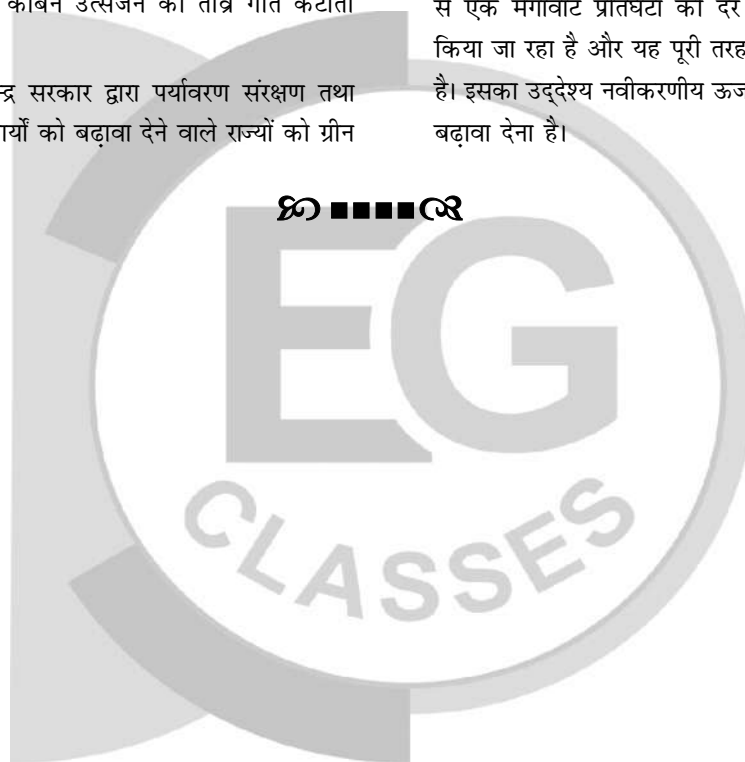 कार्बन उत्सर्जन की तीव्र गति कटौती
न्द्र सरकार द्वारा पर्यावरण संरक्षण तथा
ार्यों को बढ़ावा देने वाले राज्यों को ग्रीन
से एक मेगावाट प्रतिघंटा की दर
किया जा रहा है और यह पूरी तरह
है। इसका उद्देश्य नवीकरणीय ऊर्ज
बढ़ावा देना है।
EG
CLASSES